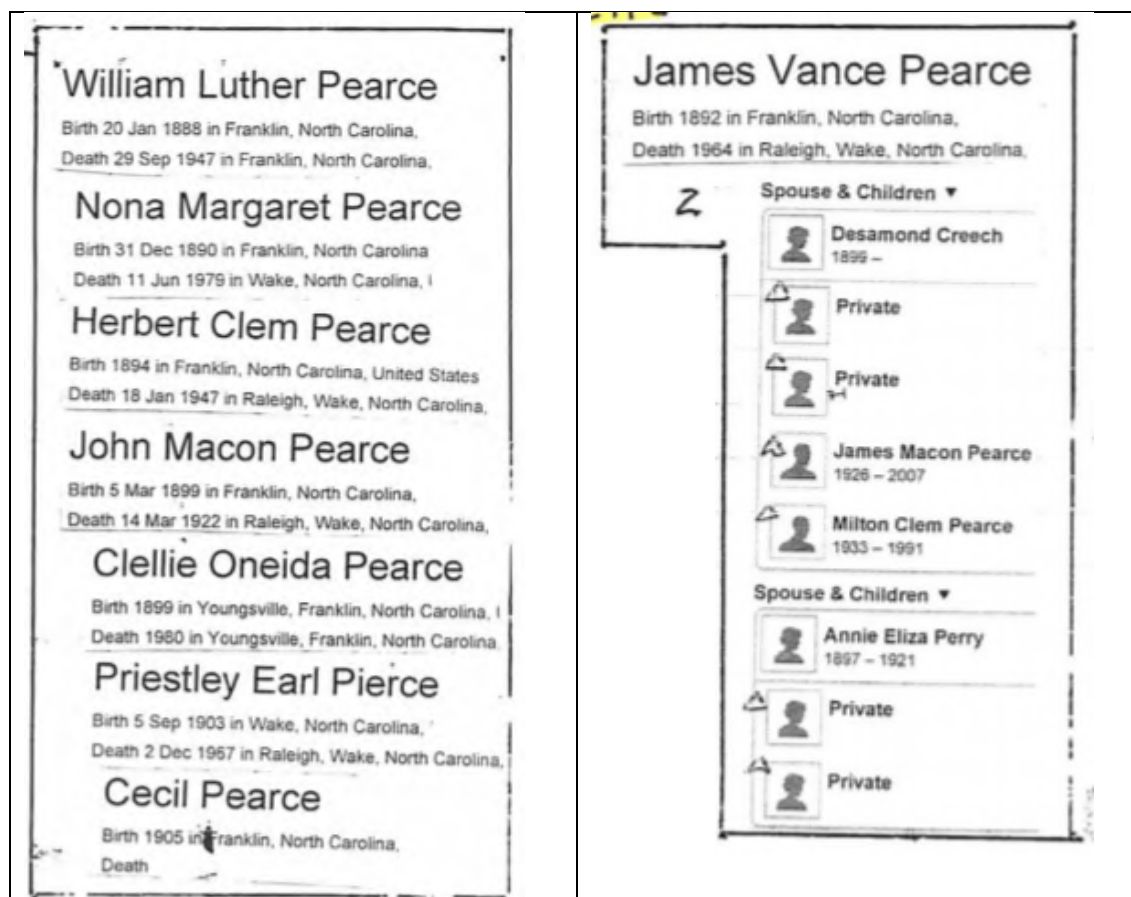 William Luther Pearce
Birth 20 Jan 1888 in Franklin, North Carolina,
Death 29 Sep 1947 in Franklin, North Carolina,
Nona Margaret Pearce
Birth 31 Dec 1890 in Franklin, North Carolina
Death 11 Jun 1979 in Wake, North Carolina,
Herbert Clem Pearce
Birth 1894 in Franklin, North Carolina, United States
Death 18 Jan 1947 in Raleigh, Wake, North Carolina,
John Macon Pearce
Birth 5 Mar 1899 in Franklin, North Carolina,
Death 14 Mar 1922 in Raleigh, Wake, North Carolina,
Clellie Oneida Pearce
Birth 1899 in Youngsville, Franklin, North Carolina,
Death 1980 in Youngsville, Franklin, North Carolina
Priestley Earl Pierce
Birth 5 Sep 1903 in Wake, North Carolina,
Death 2 Dec 1967 in Raleigh, Wake, North Carolina,
Cecil Pearce
Birth 1905 in Franklin, North Carolina,
Death
James Vance Pearce
Birth 1892 in Franklin, North Carolina,
Death 1964 in Raleigh, Wake, North Carolina,
2
Spouse & Children ▼
Desamond Creech
1899 –
Private
Private
James Macon Pearce
1926 – 2007
Milton Clem Pearce
1933 – 1991
Spouse & Children ▼
Annie Eliza Perry
1897 – 1921
Private
Private